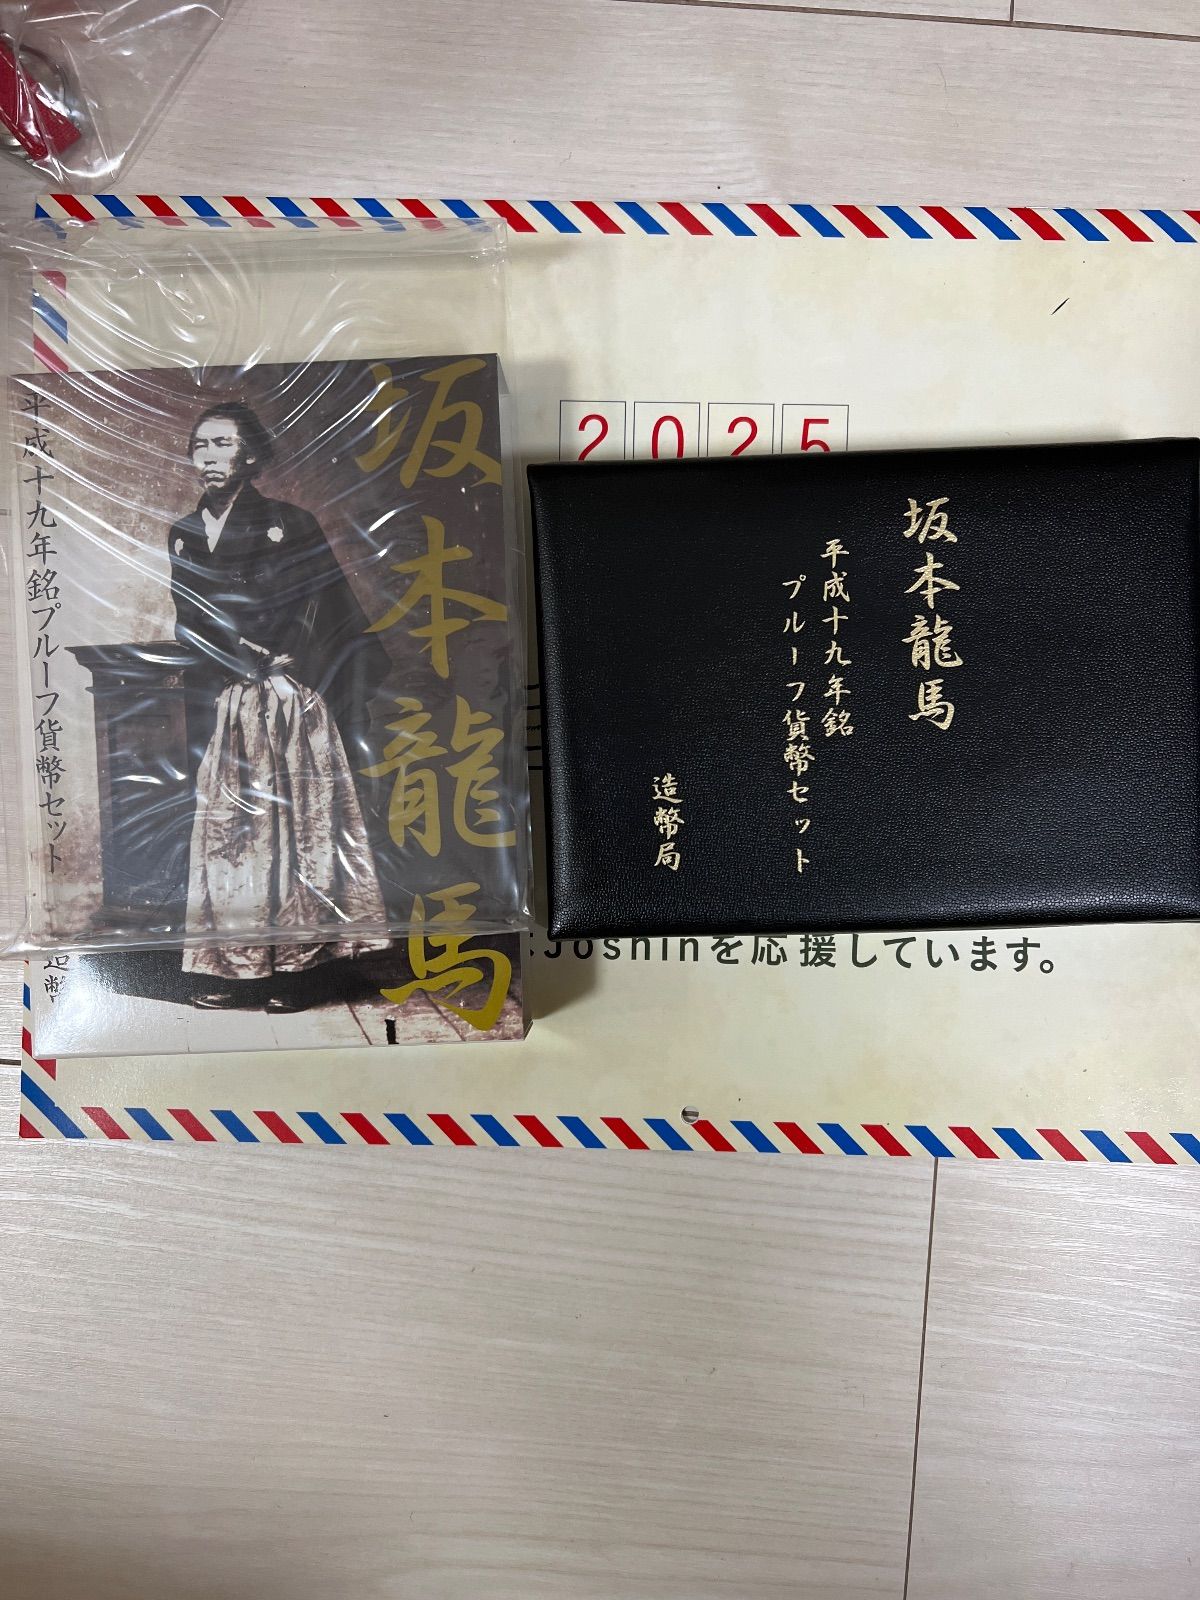 坂本龍馬
平成十九年銘プルーフ貨幣セット
造幣
2025
坂本龍馬
平成十九年銘
プルーフ貨幣セット
造幣局
Joshinを応援しています。